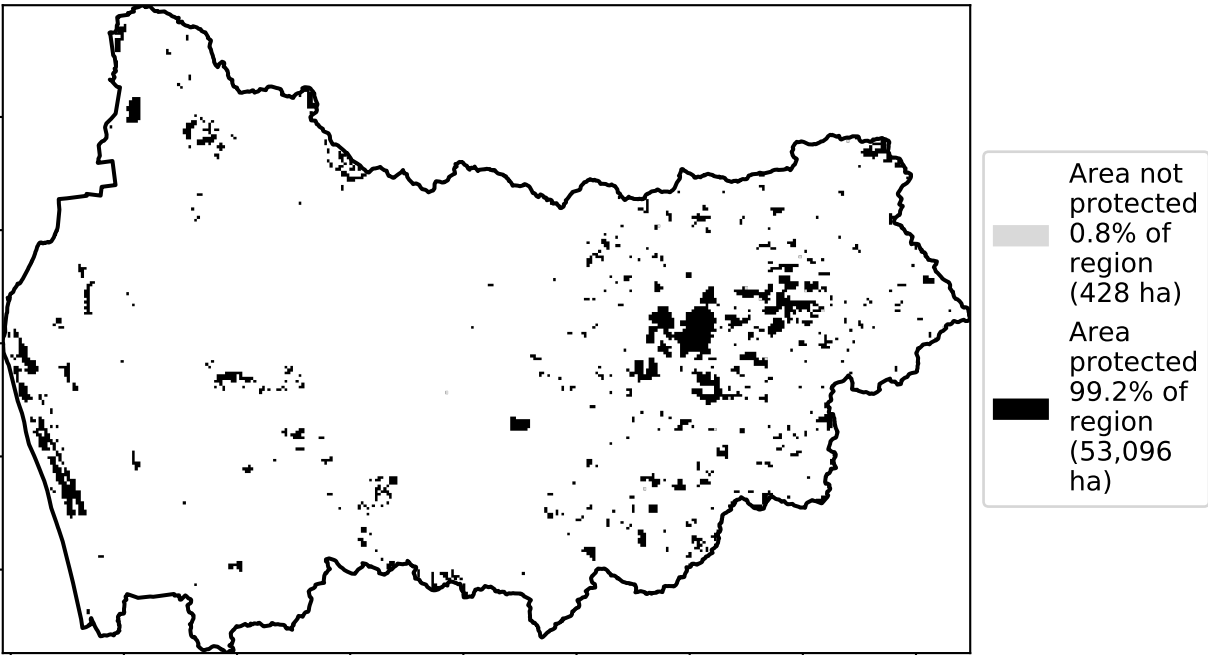 Area not
protected
0.8% of
region
(428 ha)
Area
protected
99.2% of
region
(53,096
ha)